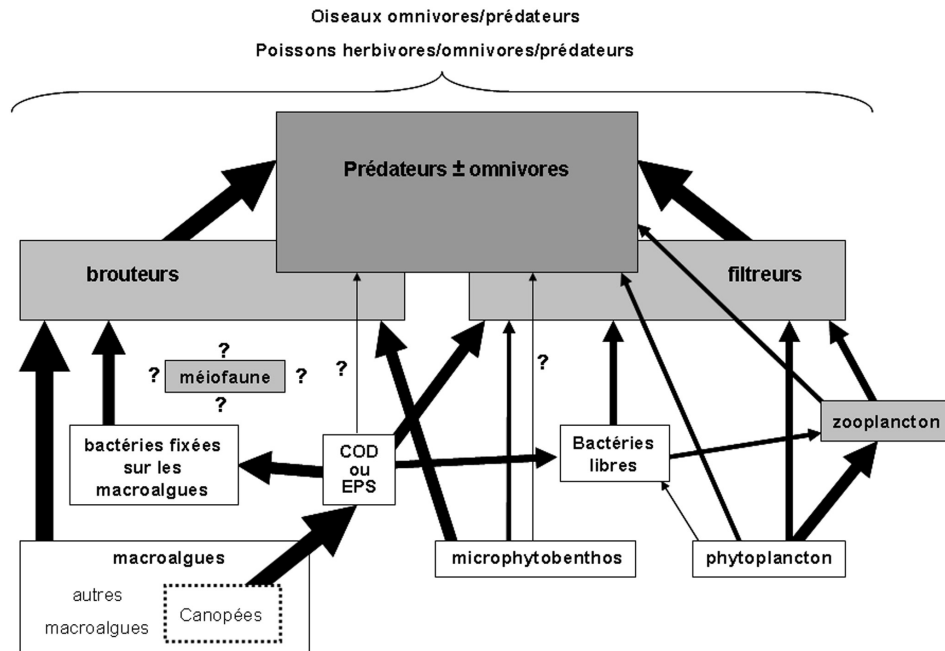 Oiseaux omnivores/prédateurs
Poissons herbivores/omnivores/prédateurs
Prédateurs ± omnivores
brouteurs
filtreurs
?
? méiofaune ? ? ?
?
zooplancton
bactéries fixées
sur les
macroalgues
COD
ou
EPS
Bactéries
libres
macroalgues
microphytobenthos
phytoplancton
autres
macroalgues
Canopées